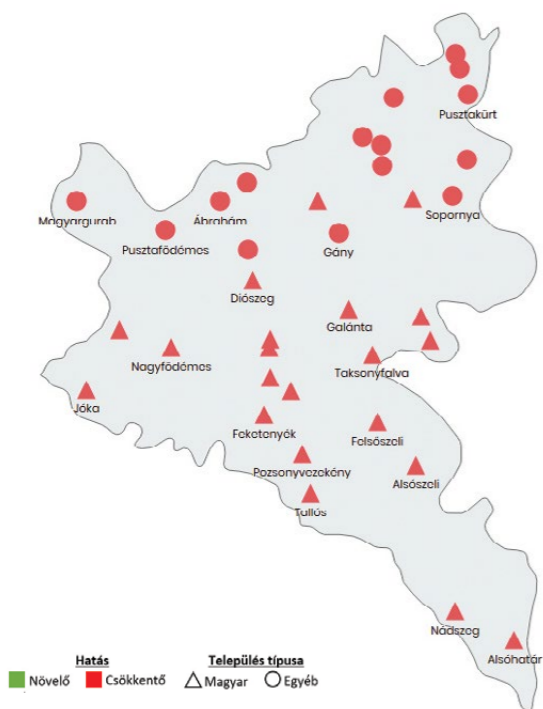 Pusztakürt
Magyargurab
Ábrahám
Sopornya
Pusztafödémes
Gány
Diószeg
Galánta
Nagyfödémes
Taksonyfalva
Jóka
Feketenyék
Felsőszeli
Pozsonyvezekény
Alsószeli
Tallós
Nádszeg
Alsóhatár
Hatás Település típusa
Növelő Csökkentő Magyar Egyéb